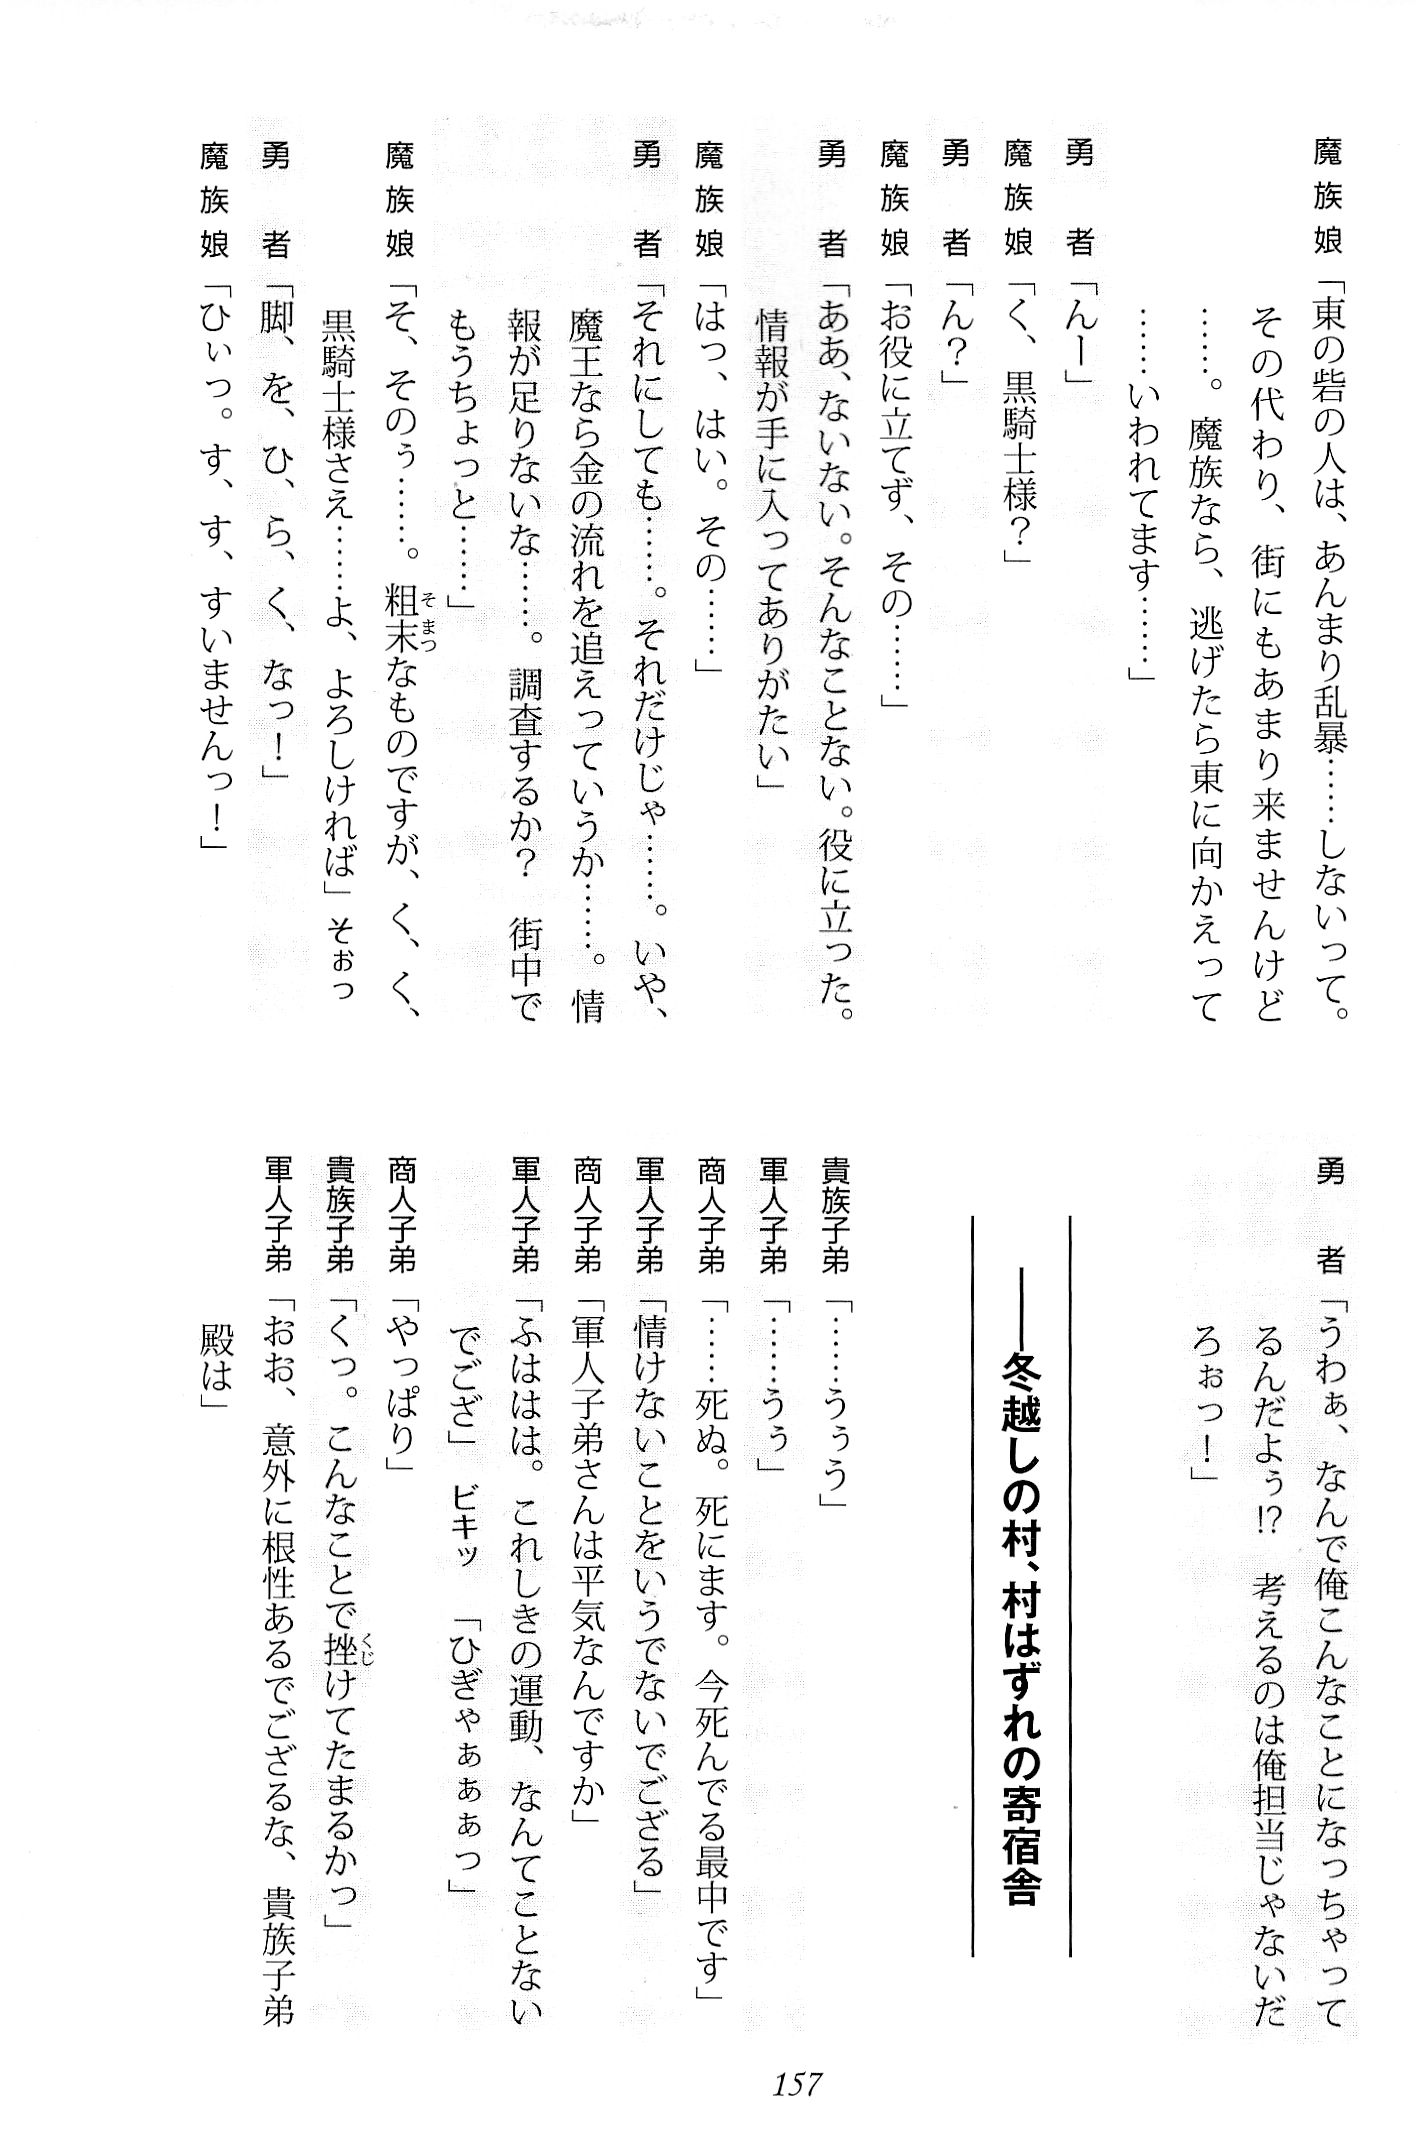 魔族娘「東の砦の人は、あんまり乱暴……しないって。
その代わり、街にもあまり来ませんけど
……。魔族なら、逃げたら東に向かえって
……いわれてます……」
勇者「んー」
魔族娘「く、黒騎士様？」
勇者「ん？」
魔族娘「お役に立てず、その……」
勇者「ああ、ないない。そんなことない。役に立った。
情報が手に入ってありがたい」
魔族娘「はっ、はい。その……」
勇者「それにしても……。それだけじゃ……。いや、
魔王なら金の流れを追えっていうか……。情
報が足りないな……。調査するか？　街中で
もうちょっと……」
魔族娘「そ、そのぅ……。粗末なものですが、く、く、
黒騎士様さえ……よ、よろしければ」そぉっ
勇者「脚、を、ひ、ら、く、なっ！」
魔族娘「ひぃっ。す、す、すいませんっ！」
勇者「うわぁ、なんで俺こんなことになっちゃって
るんだよぅ!?　考えるのは俺担当じゃないだ
ろぉっ！」
――冬越しの村、村はずれの寄宿舎
貴族子弟「……うぅう」
軍人子弟「……うぅ」
商人子弟「……死ぬ。死にます。今死んでる最中です」
軍人子弟「情けないことをいうでないでござる」
商人子弟「軍人子弟さんは平気なんですか」
軍人子弟「ふははは。これしきの運動、なんてことない
でござ」ビキッ　「ひぎゃぁぁぁっ」
商人子弟「やっぱり」
貴族子弟「くっ。こんなことで挫けてたまるかっ」
軍人子弟「おお、意外に根性あるでござるな、貴族子弟
殿は」
157